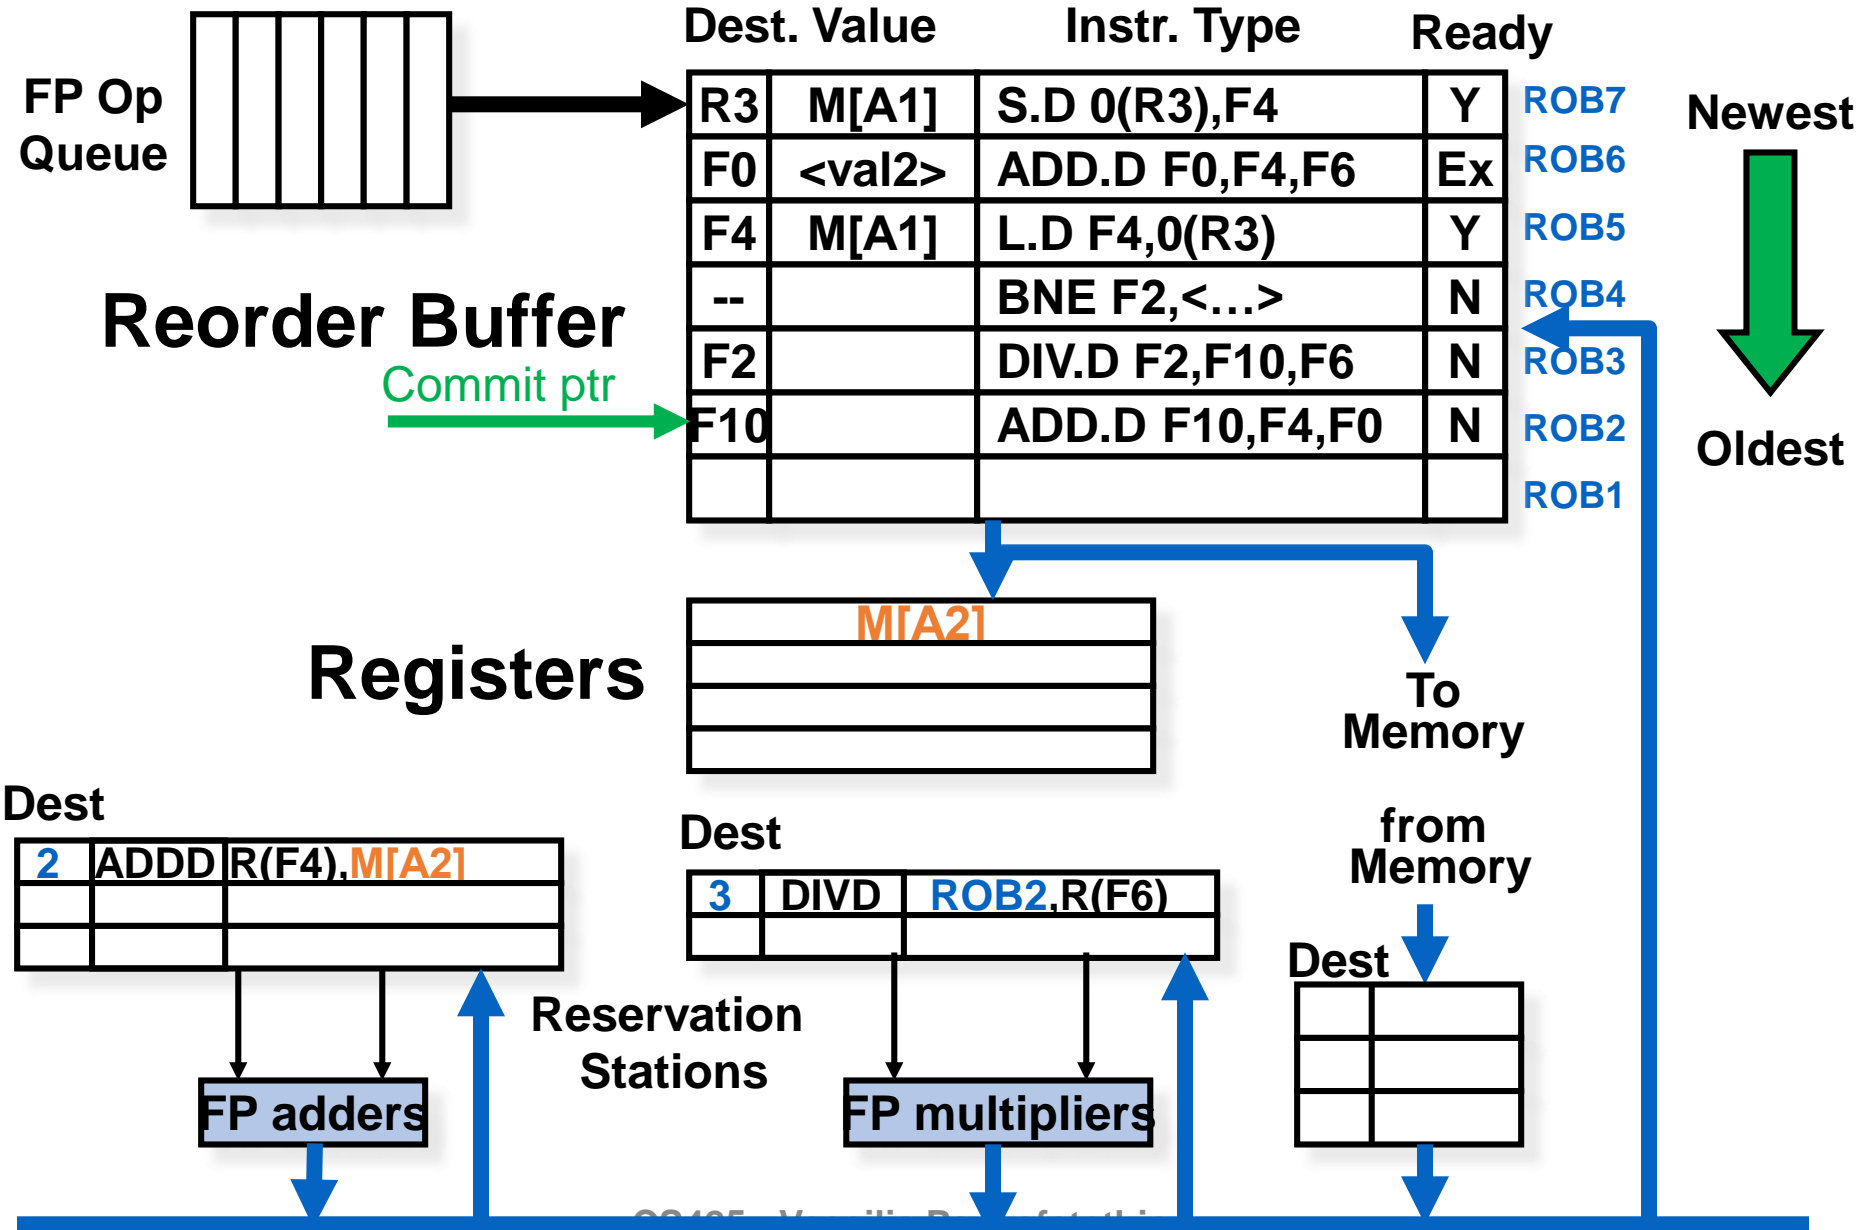 Dest. Value Instr. Type Ready
FP Op
Queue
R3 M[A1] S.D 0(R3),F4 Y ROB7
F0 <val2> ADD.D F0,F4,F6 Ex ROB6
F4 M[A1] L.D F4,0(R3) Y ROB5
-- BNE F2,<…> N ROB4
F2 DIV.D F2,F10,F6 N ROB3
F10 ADD.D F10,F4,F0 N ROB2
ROB1
Newest
Oldest
Reorder Buffer
Commit ptr
Registers
M[A2]
To
Memory
Dest
2 ADDD R(F4),M[A2]
Dest
3 DIVD ROB2,R(F6)
from
Memory
Dest
Reservation
Stations
FP adders
FP multipliers